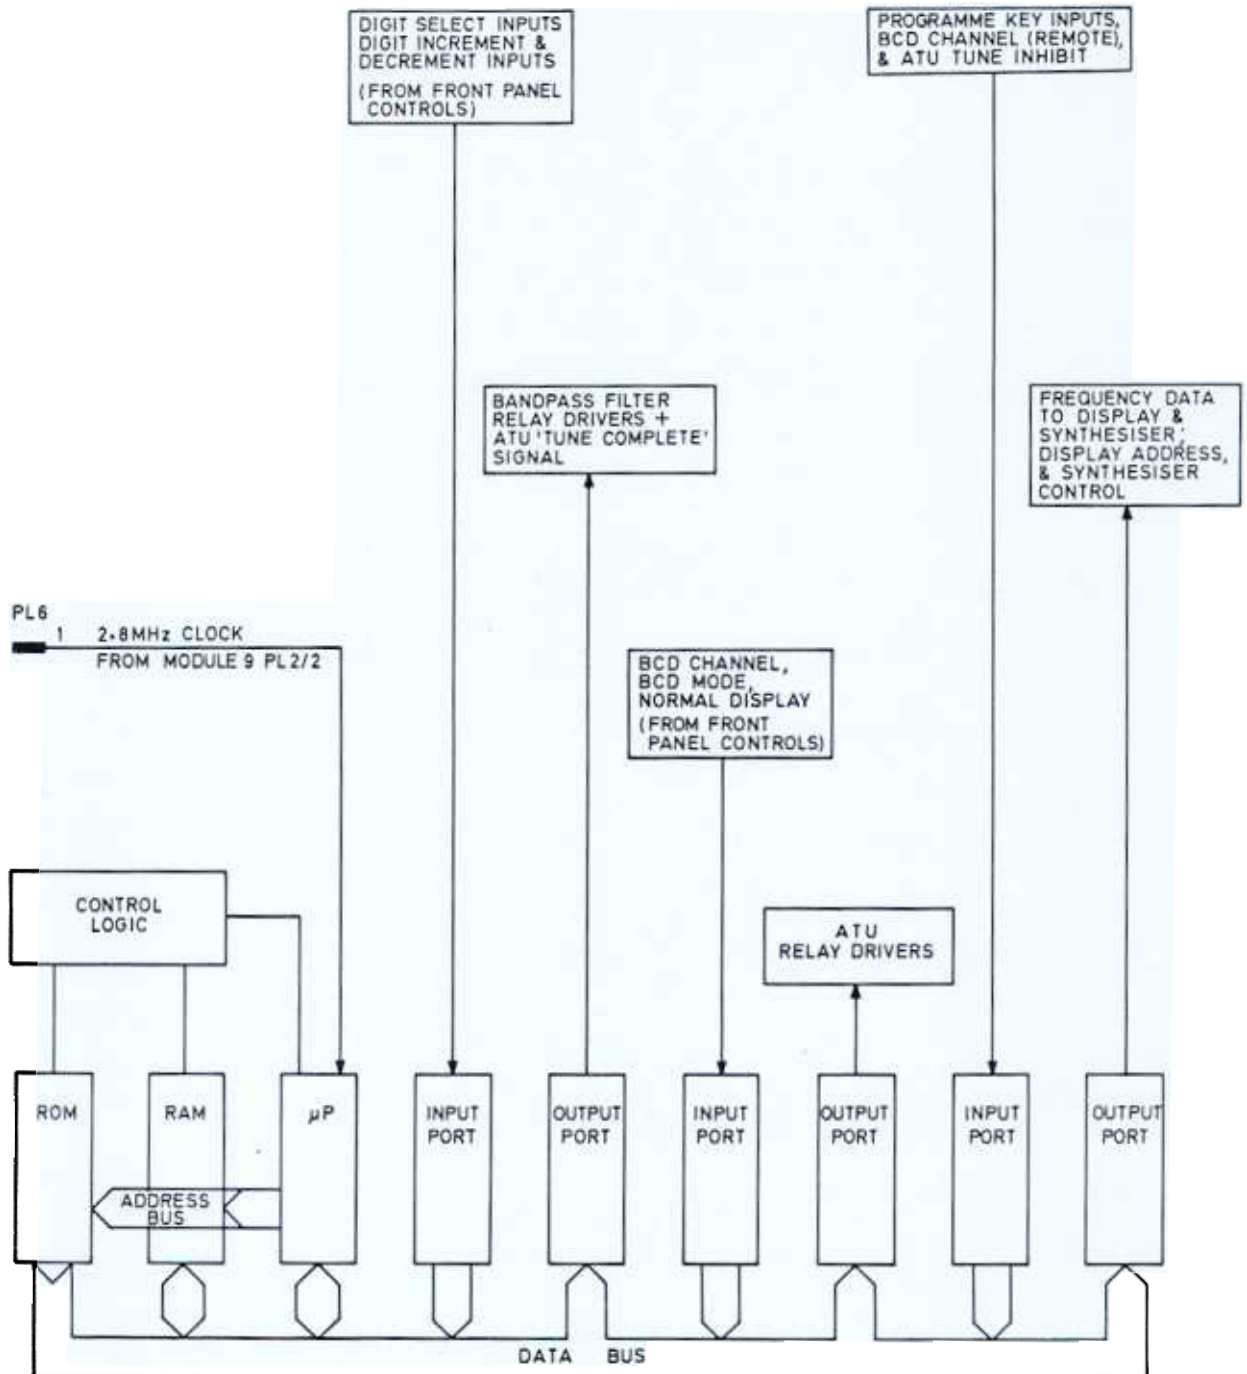 DIGIT SELECT INPUTS
DIGIT INCREMENT &
DECREMENT INPUTS
(FROM FRONT PANEL
CONTROLS)
PROGRAMME KEY INPUTS,
BCD CHANNEL (REMOTE),
& ATU TUNE INHIBIT
BANDPASS FILTER
RELAY DRIVERS +
ATU 'TUNE COMPLETE'
SIGNAL
FREQUENCY DATA
TO DISPLAY &
SYNTHESISER,
DISPLAY ADDRESS,
& SYNTHESISER
CONTROL
PL6
1 2.8MHz CLOCK
FROM MODULE 9 PL2/2
BCD CHANNEL,
BCD MODE,
NORMAL DISPLAY
(FROM FRONT
PANEL CONTROLS)
CONTROL
LOGIC
ATU
RELAY DRIVERS
ROM
RAM
µP
INPUT
PORT
OUTPUT
PORT
INPUT
PORT
OUTPUT
PORT
INPUT
PORT
OUTPUT
PORT
ADDRESS
BUS
DATA BUS